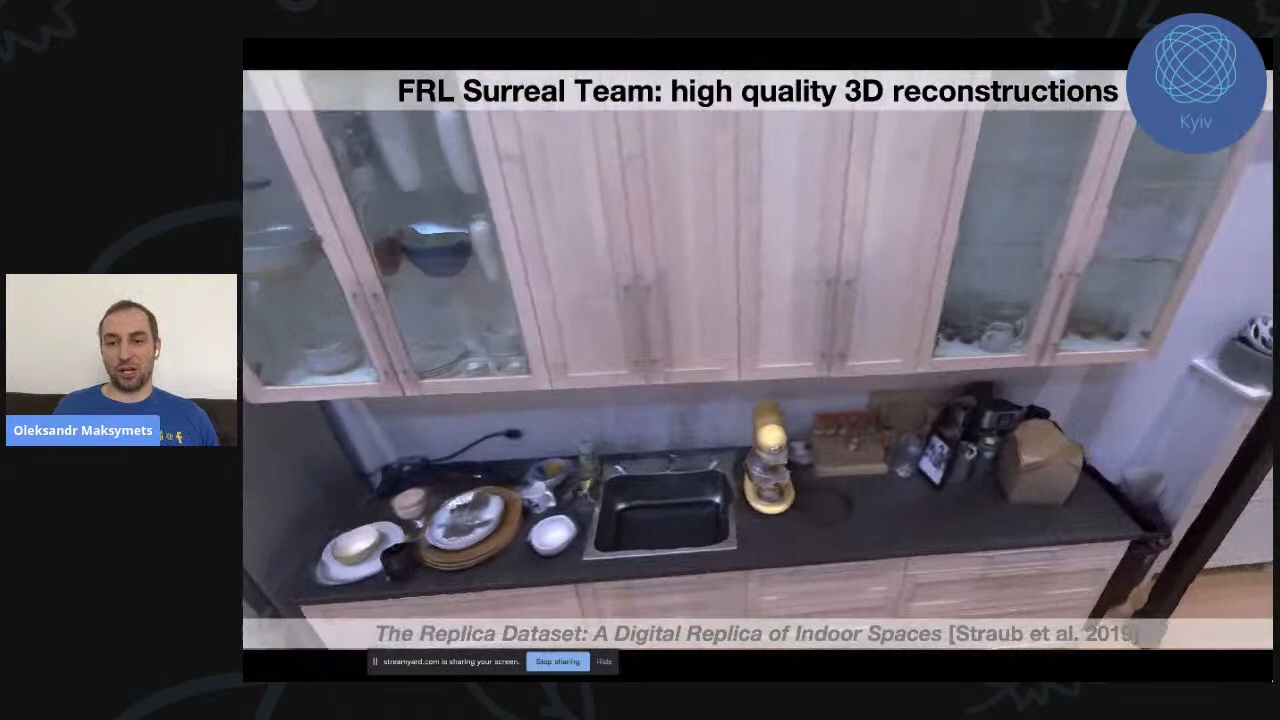 FRL Surreal Team: high quality 3D reconstructions
Kyiv
Oleksandr Maksymets
The Replica Dataset: A Digital Replica of Indoor Spaces [Straub et al. 2019]
streamyard.com is sharing your screen.
Stop sharing
Hide